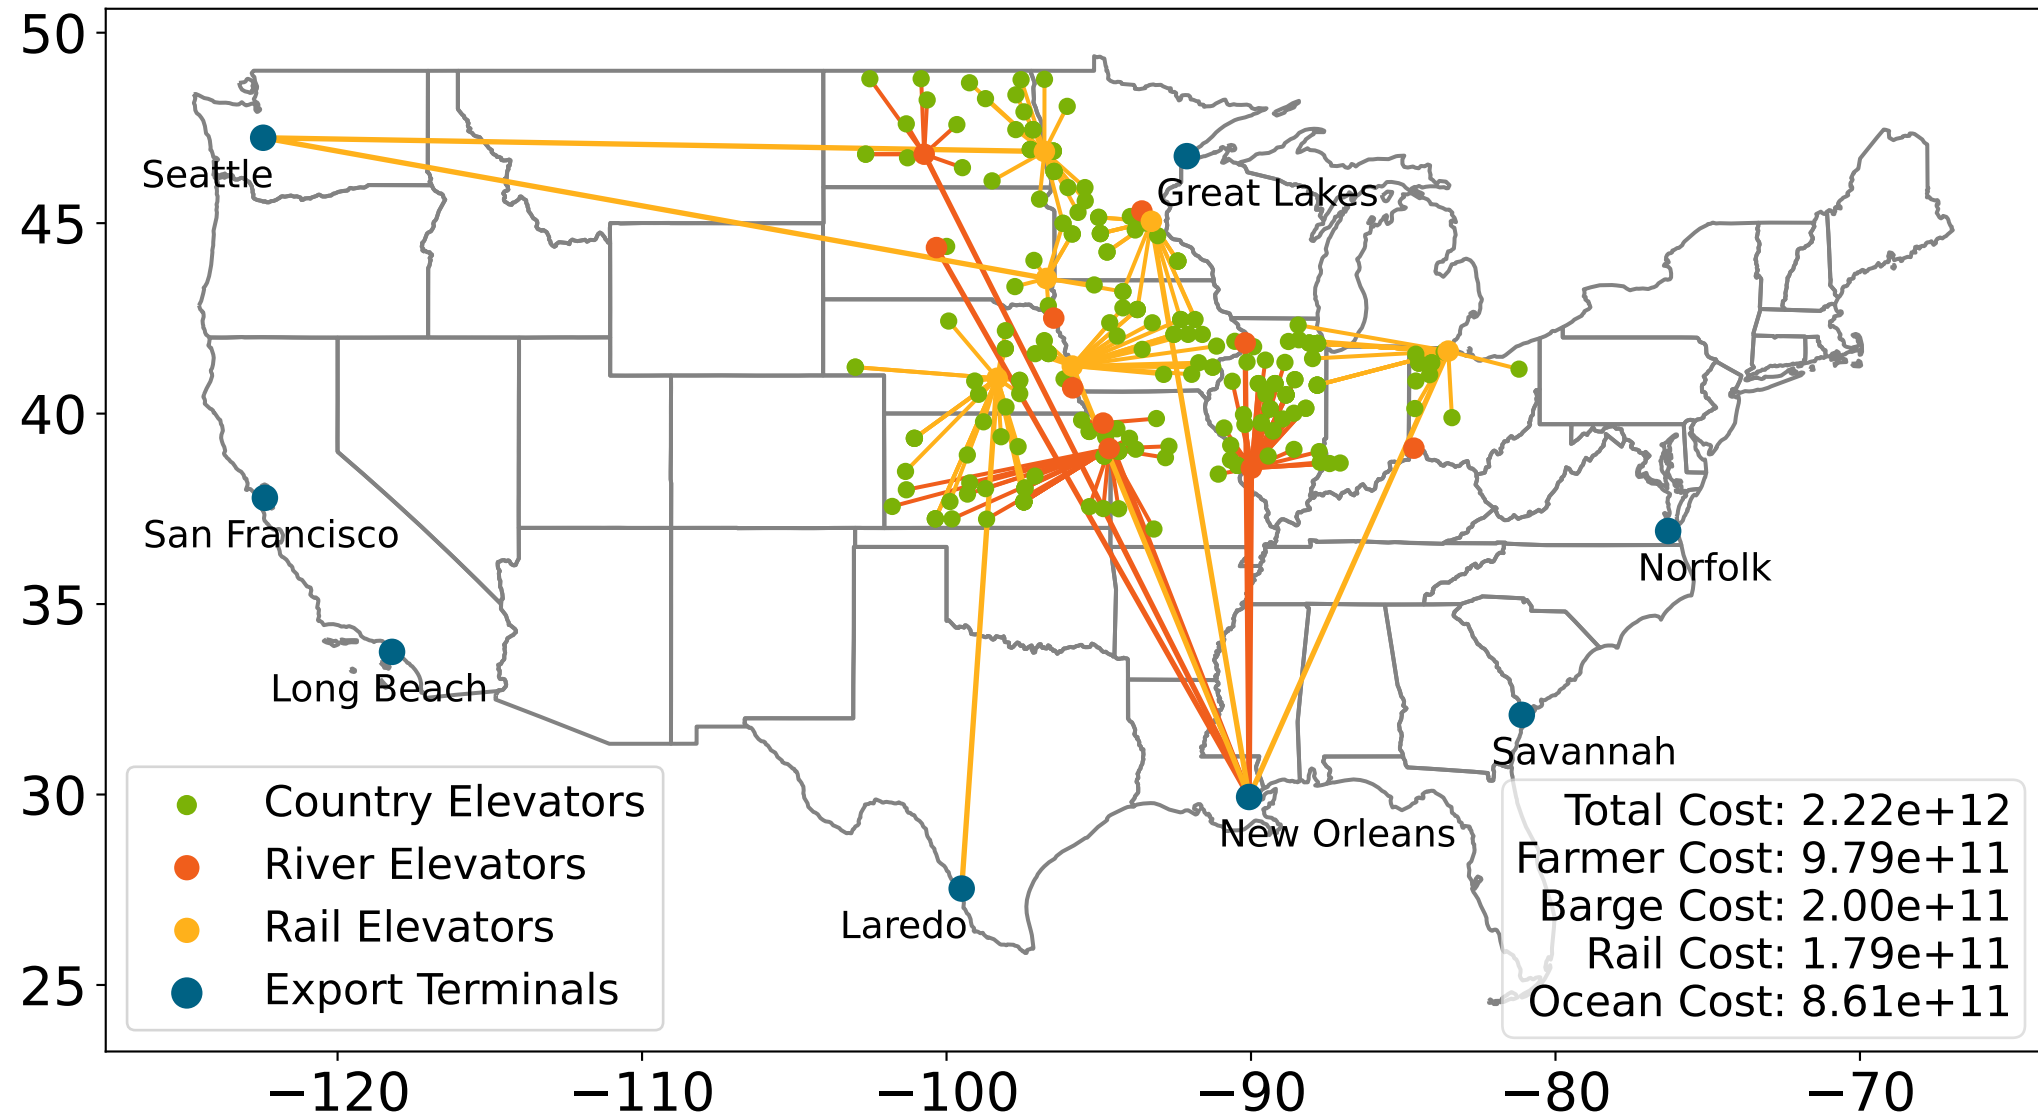 50
45
40
35
30
25
−120
−110
−100
−90
−80
−70
Seattle
Great Lakes
San Francisco
Norfolk
Long Beach
Savannah
New Orleans
Laredo
Country Elevators
River Elevators
Rail Elevators
Export Terminals
Total Cost: 2.22e+12
Farmer Cost: 9.79e+11
Barge Cost: 2.00e+11
Rail Cost: 1.79e+11
Ocean Cost: 8.61e+11